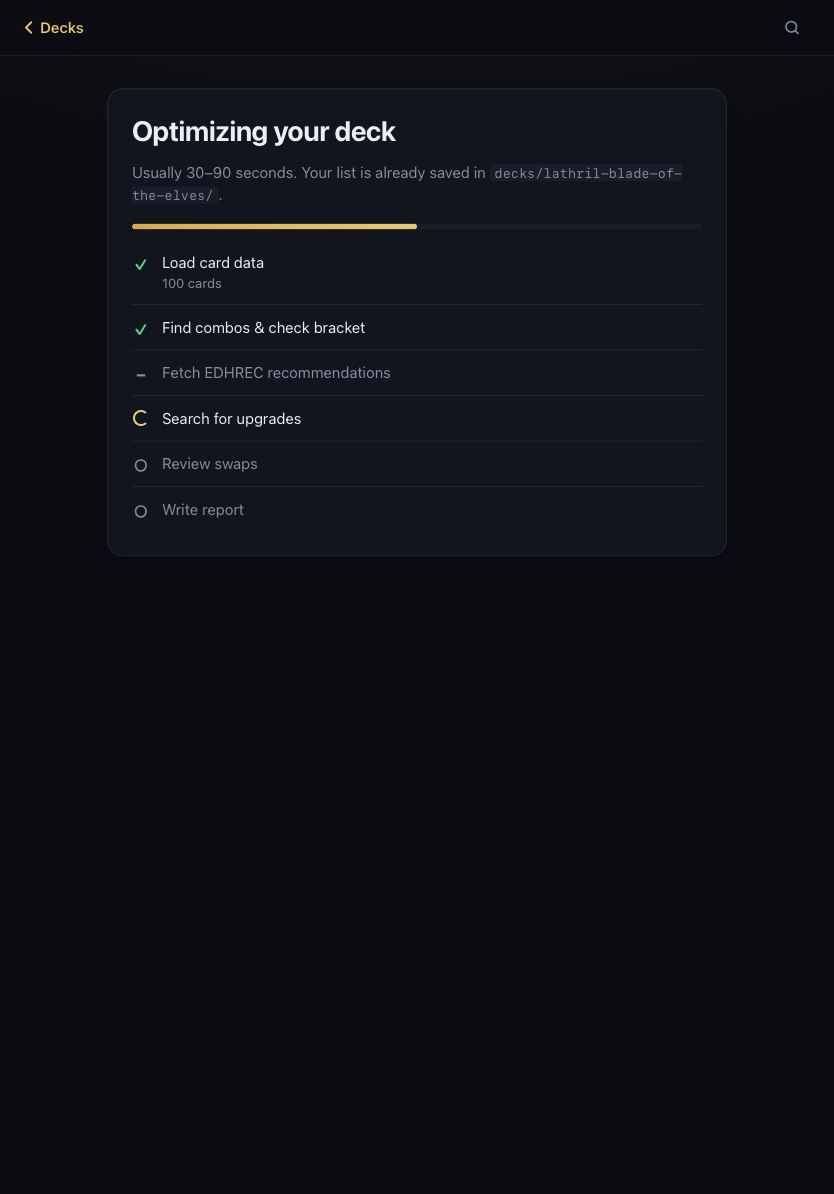 Decks
Optimizing your deck
Usually 30–90 seconds. Your list is already saved in decks/lathril-blade-of-
the-elves/ .
Load card data
100 cards
Find combos & check bracket
Fetch EDHREC recommendations
Search for upgrades
Review swaps
Write report